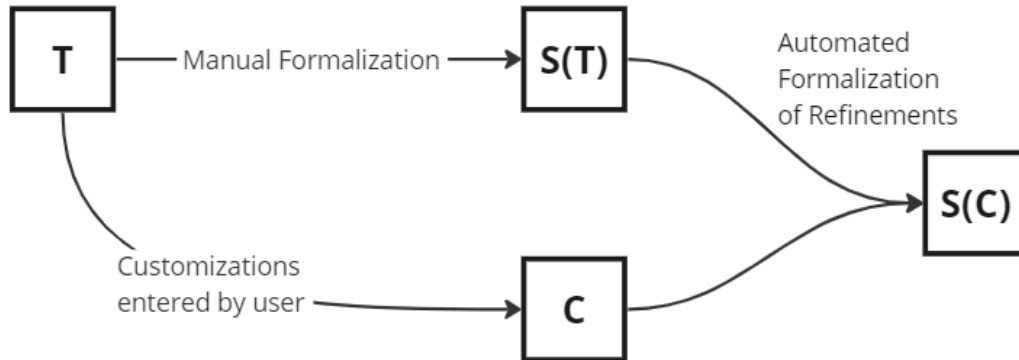 T
Manual Formalization
S(T)
Automated
Formalization
of Refinements
S(C)
Customizations
entered by user
C